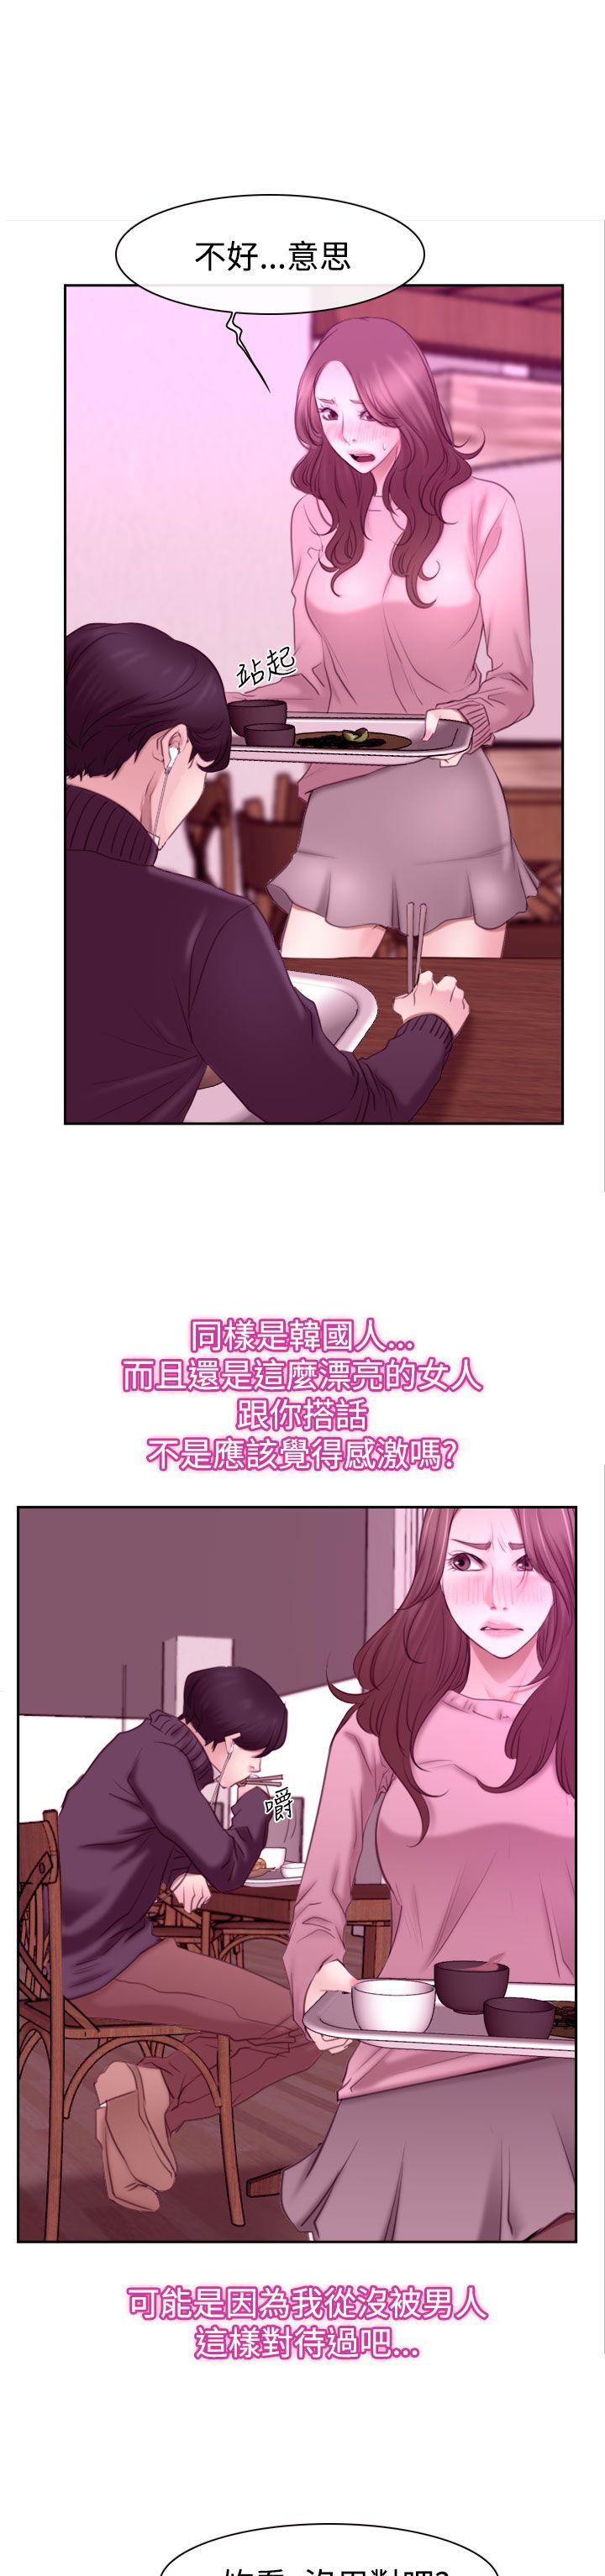 不好...意思
站起
同樣是韓國人...
而且還是這麼漂亮的女人
跟你搭話
不是應該覺得感激嗎?
嚼
可能是因為我從沒被男人
這樣對待過吧...